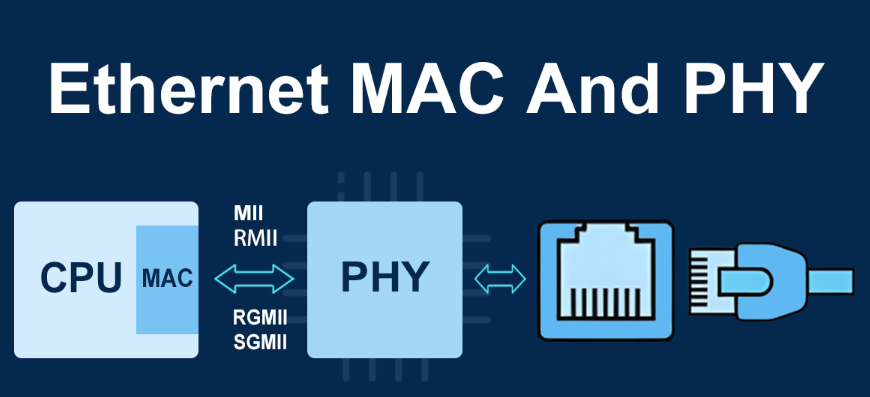 Ethernet MAC And PHY
CPU
MAC
MII
RMII
RGMII
SGMII
PHY